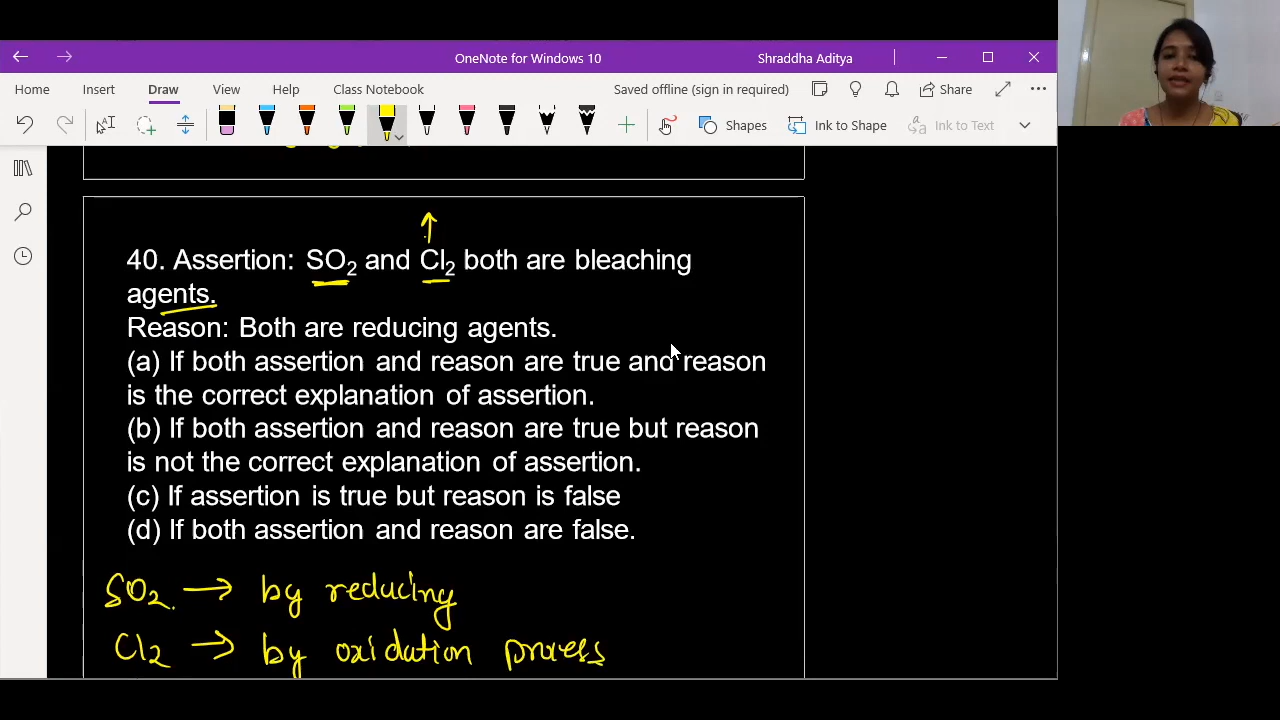 OneNote for Windows 10
Shraddha Aditya
Home Insert Draw View Help Class Notebook
Saved offline (sign in required)
Share
Shapes
Ink to Shape
Ink to Text
40. Assertion: SO₂ and Cl₂ both are bleaching
agents.
Reason: Both are reducing agents.
(a) If both assertion and reason are true and reason
is the correct explanation of assertion.
(b) If both assertion and reason are true but reason
is not the correct explanation of assertion.
(c) If assertion is true but reason is false
(d) If both assertion and reason are false.
SO₂ → by reducing
Cl₂ → by oxidation process